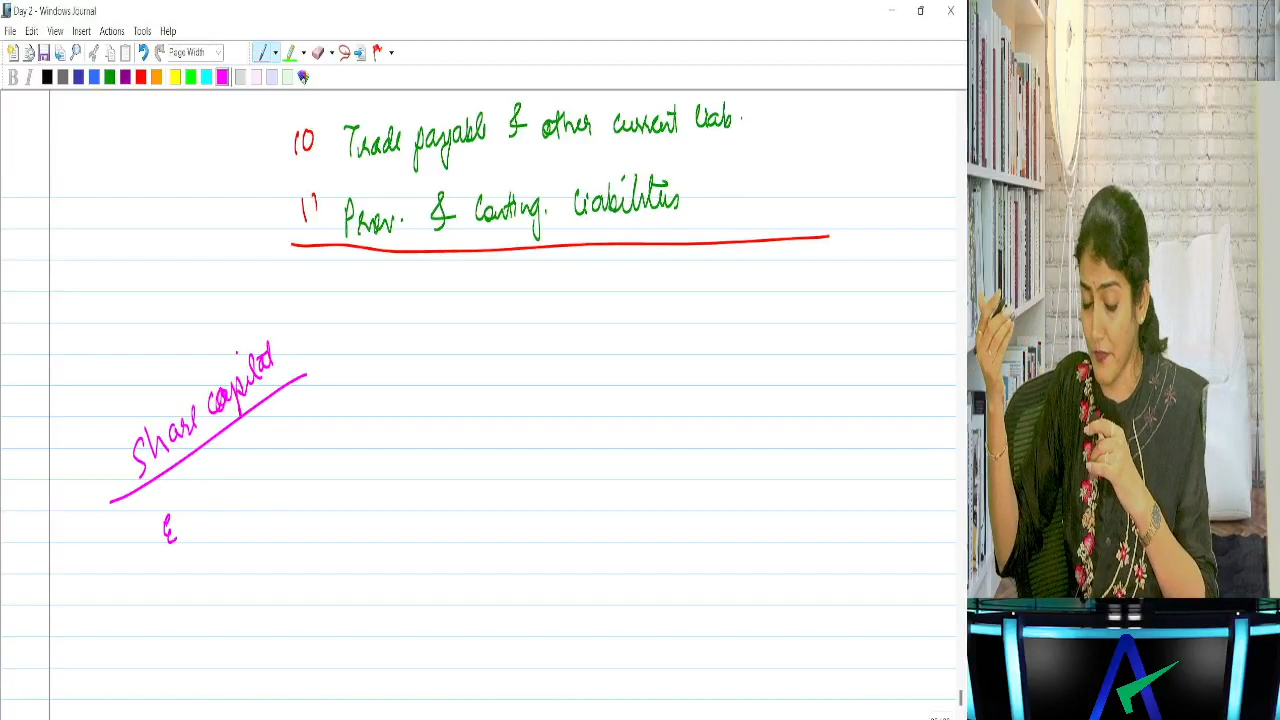 Day 2 - Windows Journal
File Edit View Insert Actions Tools Help
Page Width
B I
10 Trade payable & other current liab.
11 Prov. & Conting. liabilities
Share capital
E